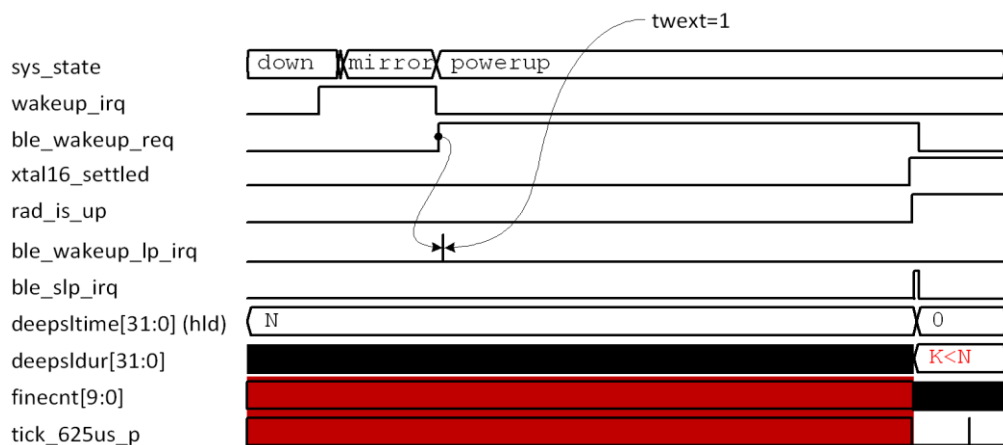 twext=1
sys_state down mirror powerup
wakeup_irq
ble_wakeup_req
xtal16_settled
rad_is_up
ble_wakeup_lp_irq
ble_slp_irq
deepsltime[31:0] (hld) N 0
deepsldur[31:0] K<N
finecnt[9:0]
tick_625us_p